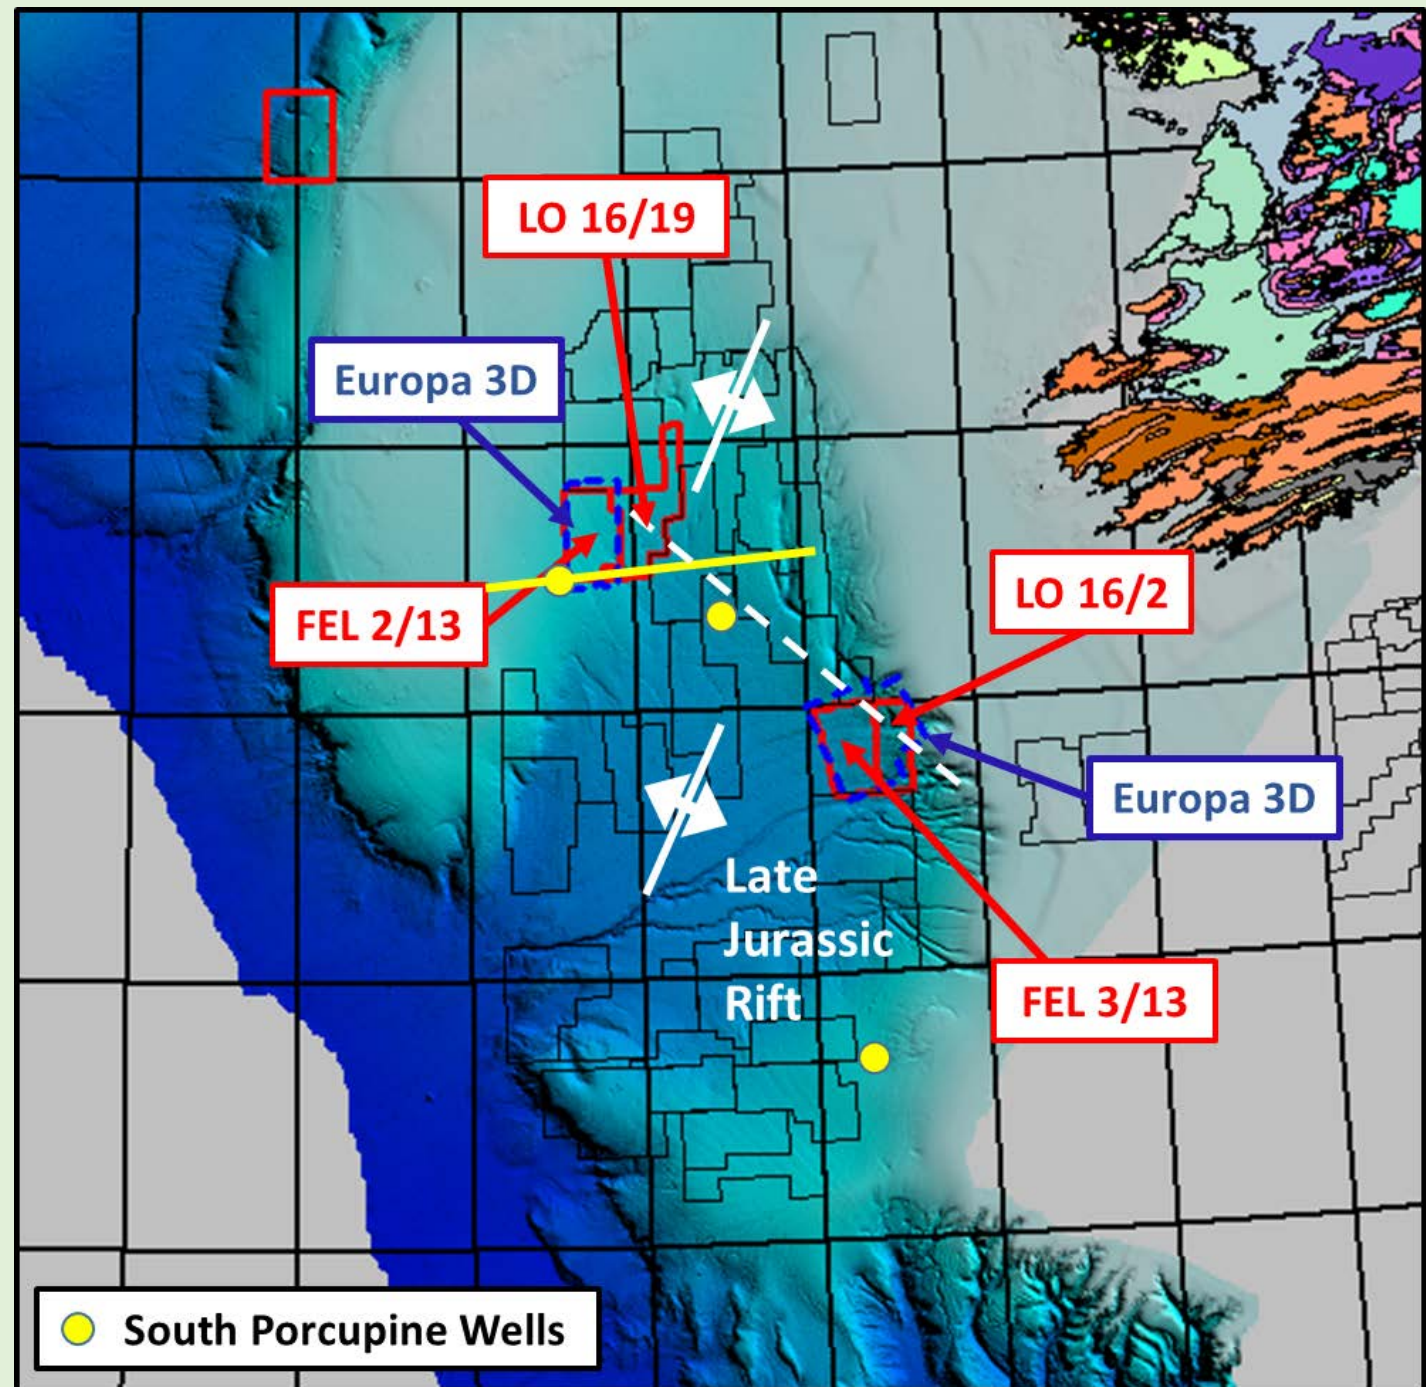 LO 16/19
Europa 3D
FEL 2/13
LO 16/2
Europa 3D
Late
Jurassic
Rift
FEL 3/13
South Porcupine Wells